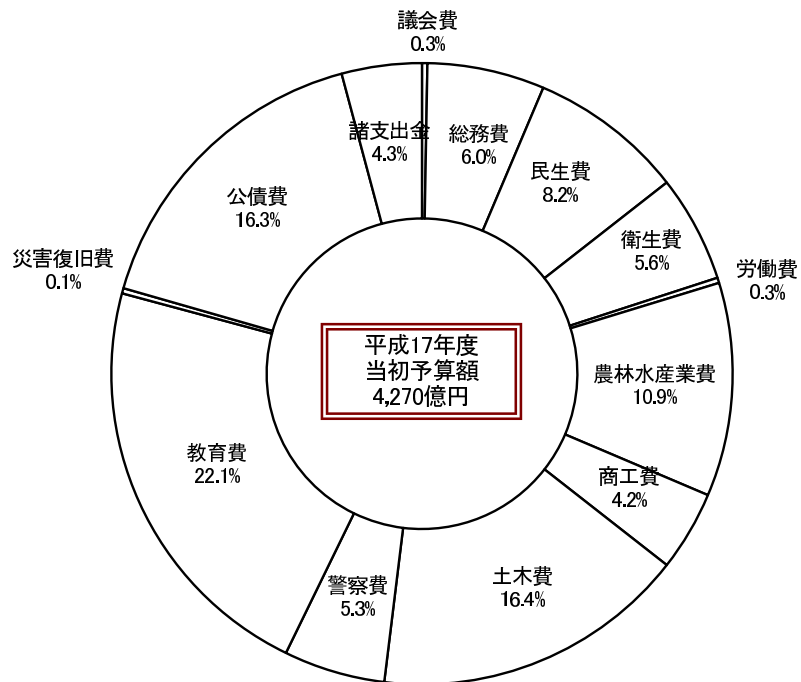 議会費
0.3%
総務費
6.0%
民生費
8.2%
衛生費
5.6%
労働費
0.3%
農林水産業費
10.9%
商工費
4.2%
土木費
16.4%
警察費
5.3%
教育費
22.1%
災害復旧費
0.1%
公債費
16.3%
諸支出金
4.3%
平成17年度
当初予算額
4,270億円